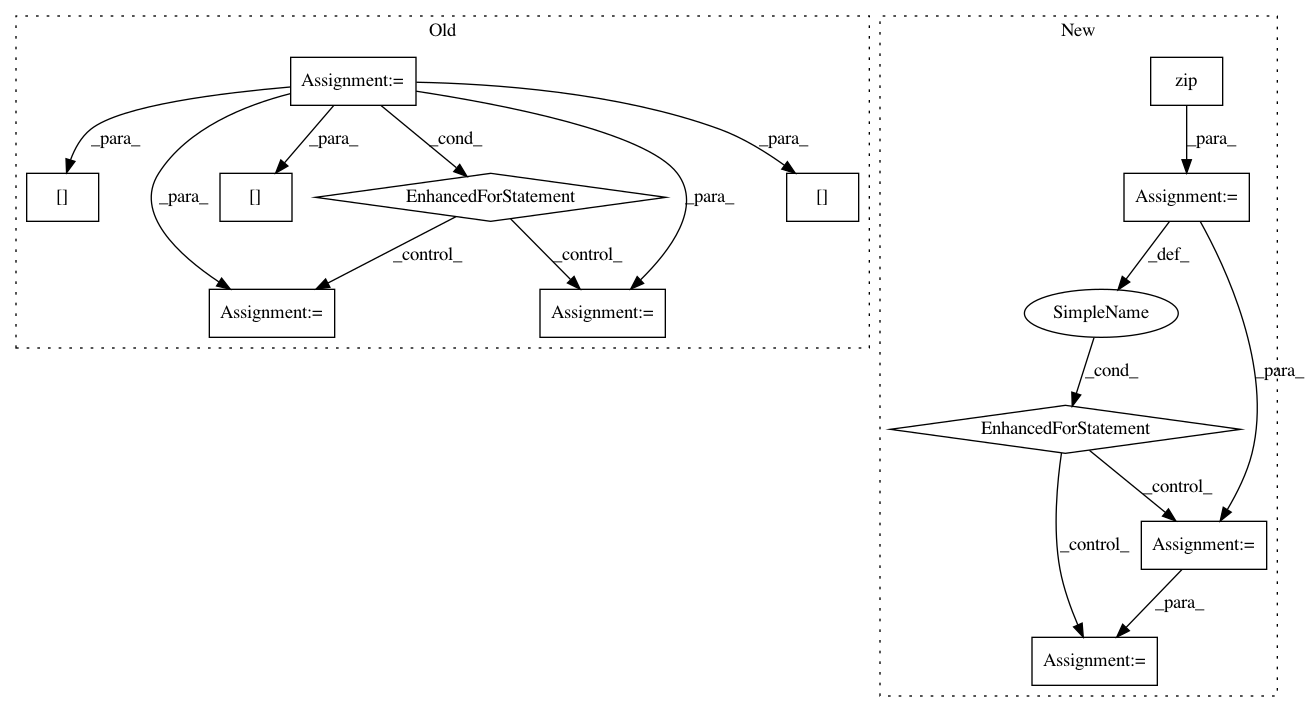 Old
Assignment:=
_para_
_para_
_cond_
_para_
[]
_para_
[]
EnhancedForStatement
_para_
[]
_control_
_control_
Assignment:=
Assignment:=
New
zip
_para_
Assignment:=
_def_
SimpleName
_cond_
_para_
EnhancedForStatement
_control_
_control_
Assignment:=
_para_
Assignment:=